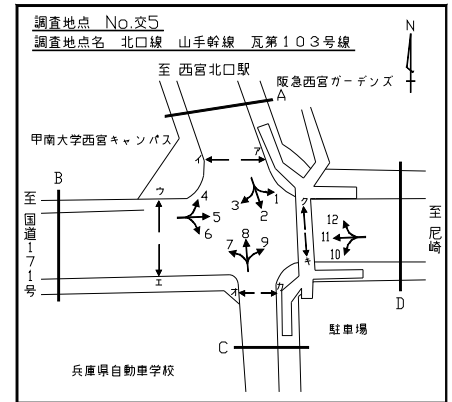 調査地点 No.交5
調査地点名 北口線 山手幹線 瓦第103号線
N
至 西宮北口駅
阪急西宮ガーデンズ
A
甲南大学西宮キャンパス
B
至国道171号
ア
イ
ウ
エ
オ
カ
キ
ク
1
2
3
4
5
6
7
8
9
10
11
12
至尼崎
D
C
駐車場
兵庫県自動車学校